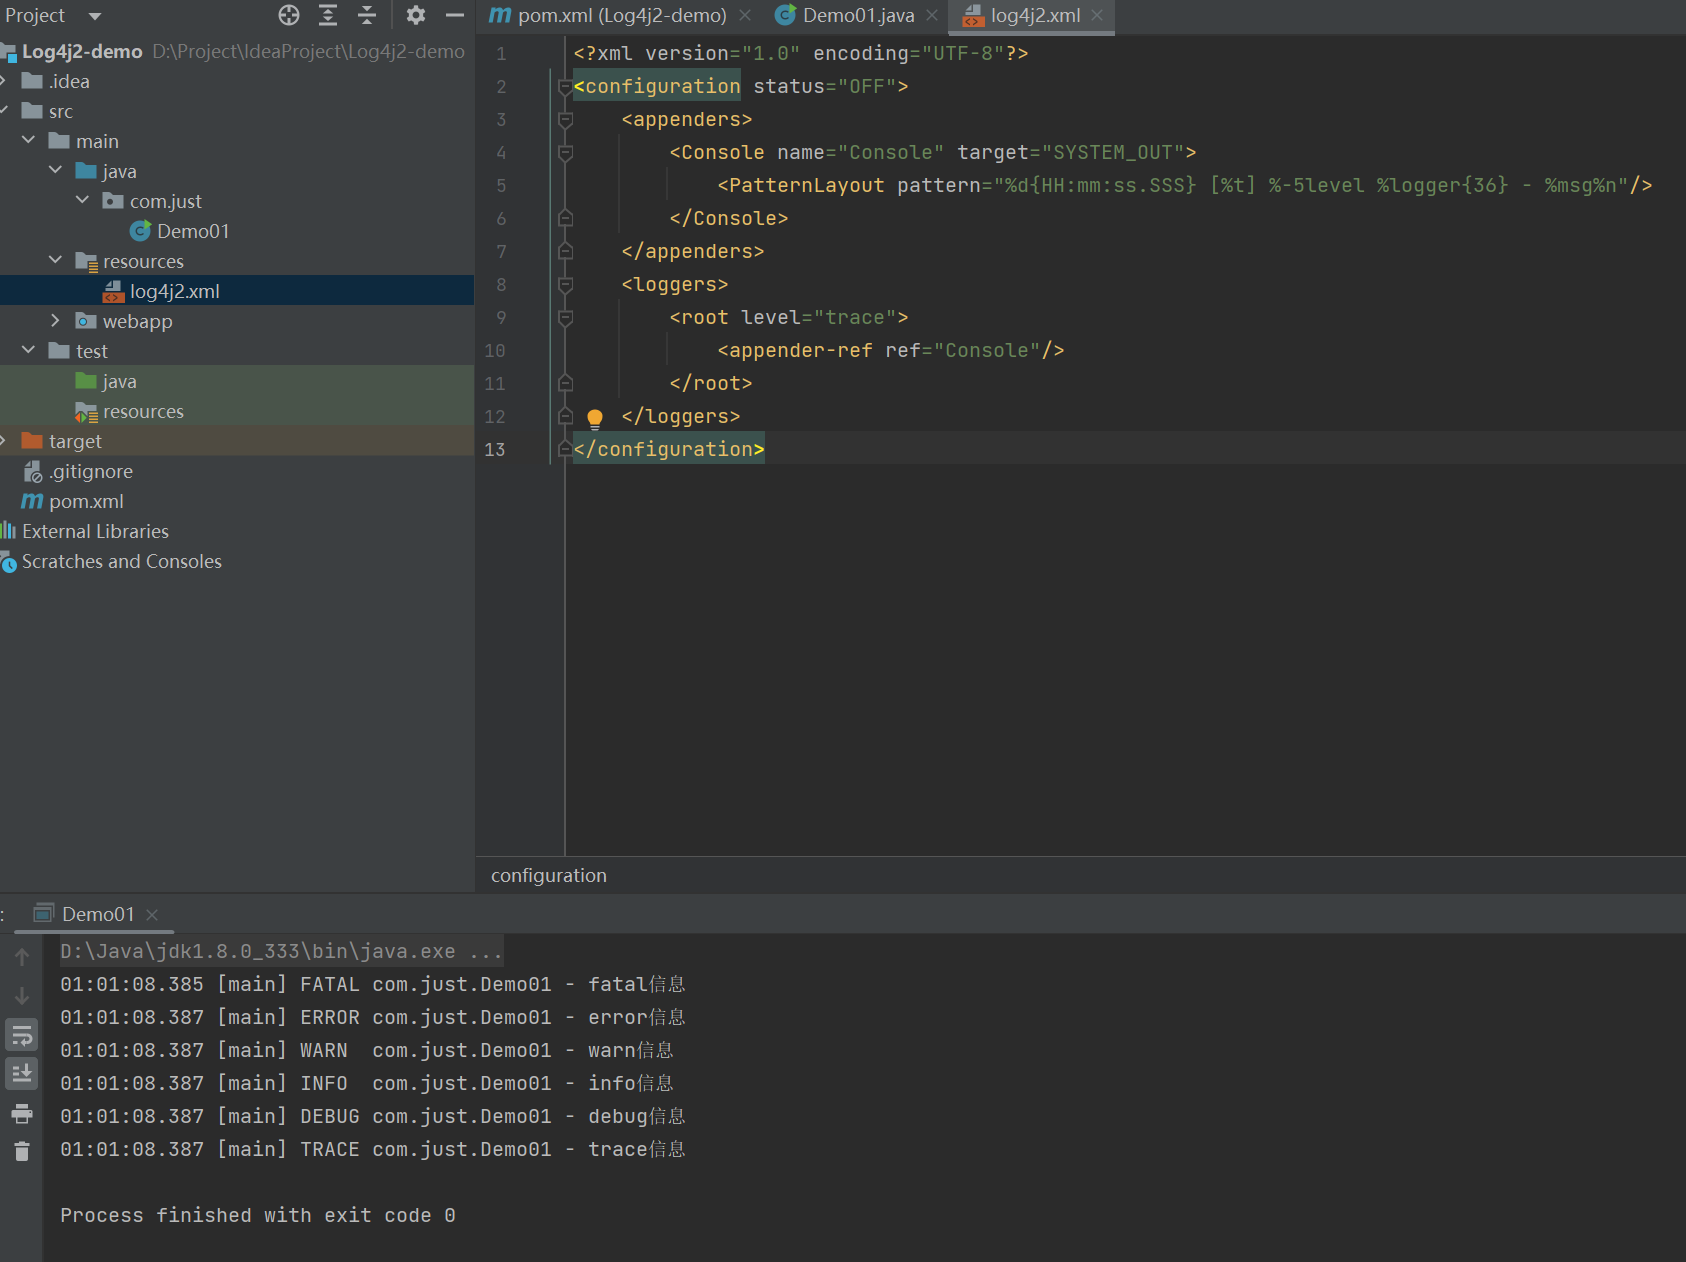 Project
Log4j2-demo D:\Project\IdeaProject\Log4j2-demo
.idea
src
main
java
com.just
Demo01
resources
log4j2.xml
webapp
test
java
resources
target
.gitignore
pom.xml
External Libraries
Scratches and Consoles
pom.xml (Log4j2-demo) Demo01.java log4j2.xml
1 <?xml version="1.0" encoding="UTF-8"?>
2 <configuration status="OFF">
3 <appenders>
4 <Console name="Console" target="SYSTEM_OUT">
5 <PatternLayout pattern="%d{HH:mm:ss.SSS} [%t] %-5level %logger{36} - %msg%n"/>
6 </Console>
7 </appenders>
8 <loggers>
9 <root level="trace">
10 <appender-ref ref="Console"/>
11 </root>
12 </loggers>
13 </configuration>
configuration
: Demo01
D:\Java\jdk1.8.0_333\bin\java.exe ...
01:01:08.385 [main] FATAL com.just.Demo01 - fatal信息
01:01:08.387 [main] ERROR com.just.Demo01 - error信息
01:01:08.387 [main] WARN  com.just.Demo01 - warn信息
01:01:08.387 [main] INFO  com.just.Demo01 - info信息
01:01:08.387 [main] DEBUG com.just.Demo01 - debug信息
01:01:08.387 [main] TRACE com.just.Demo01 - trace信息
Process finished with exit code 0